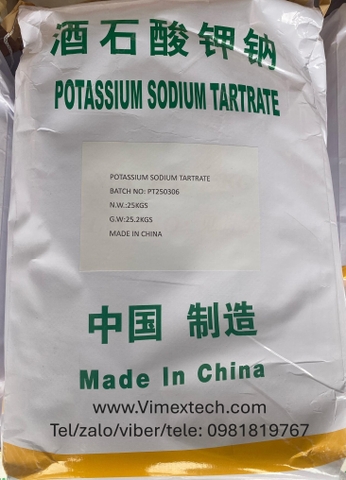 酒石酸钾钠
POTASSIUM SODIUM TARTRATE
POTASSIUM SODIUM TARTRATE
BATCH NO: PT250306
N.W.:25KGS
G.W:25.2KGS
MADE IN CHINA
中国 制造
Made In China
www.Vimextech.com
Tel/zalo/viber/tele: 0981819767